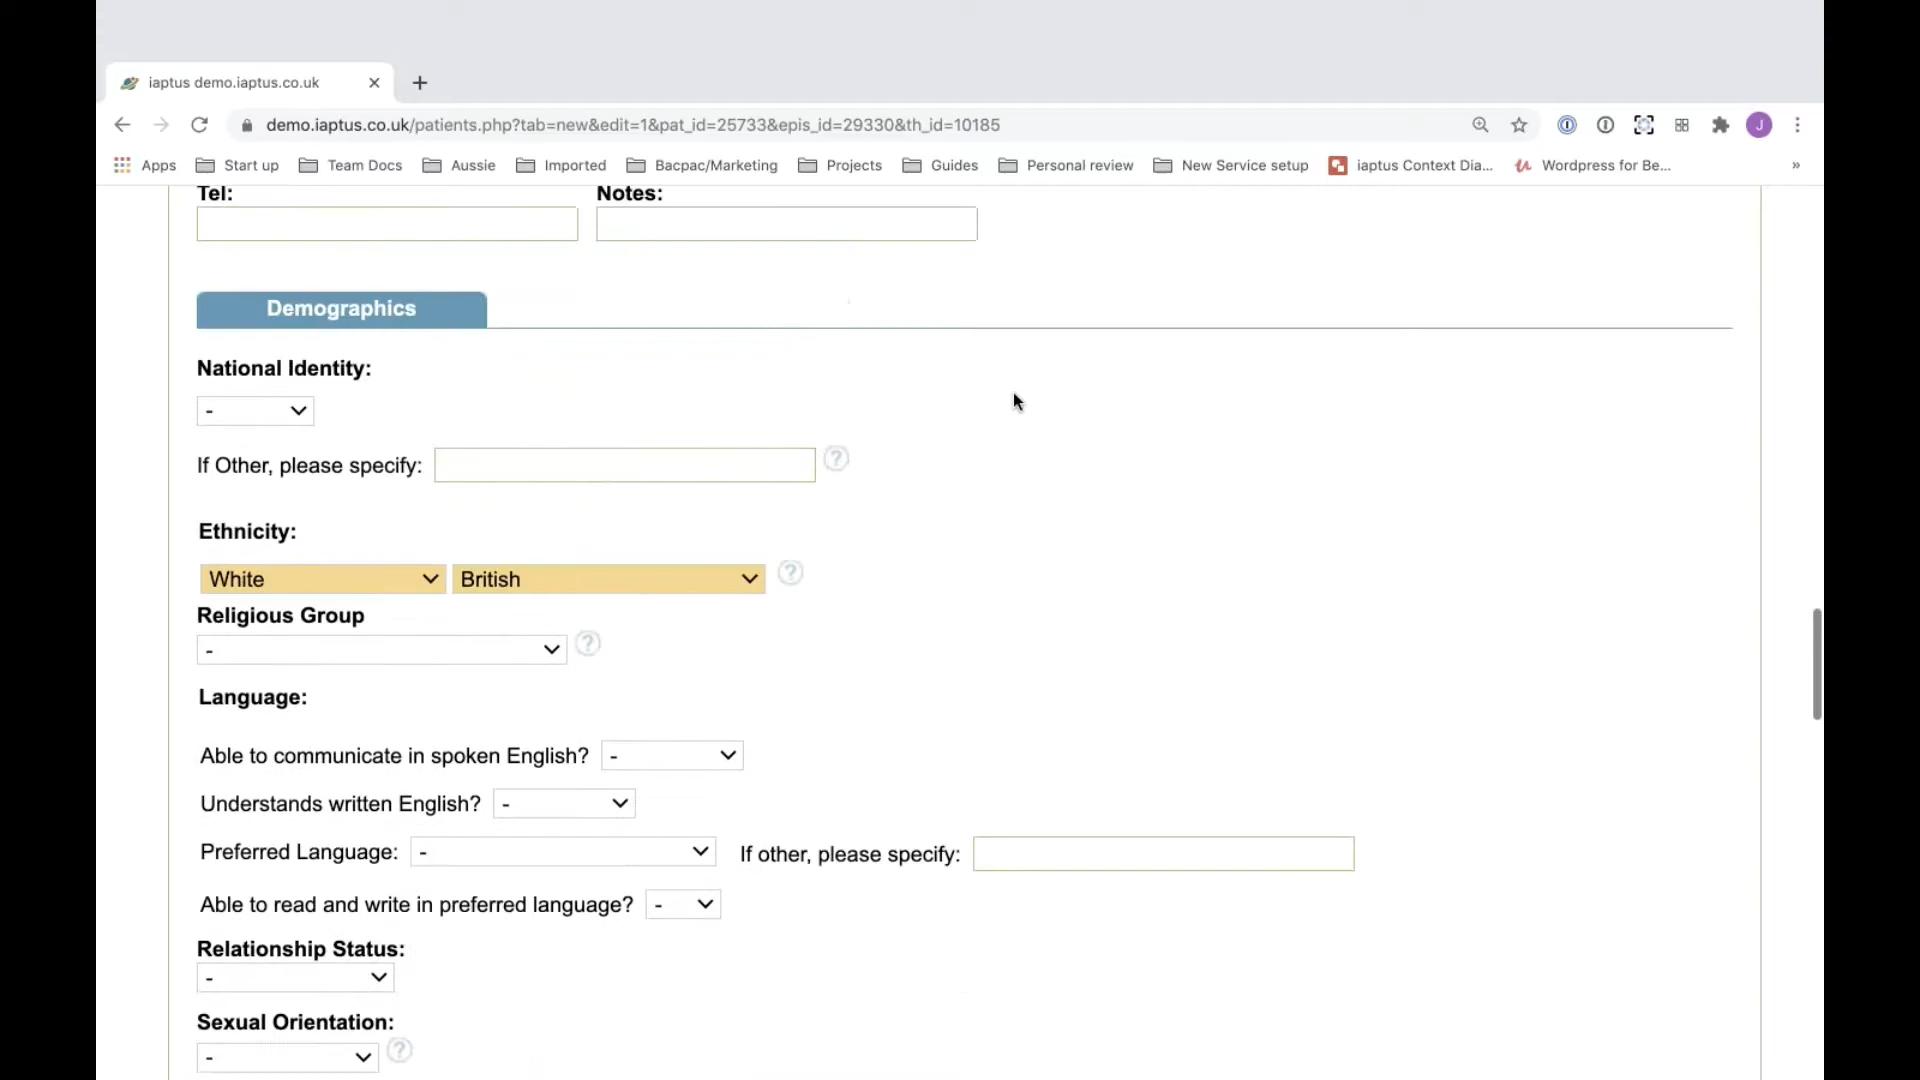 iaptus demo.iaptus.co.uk
demo.iaptus.co.uk/patients.php?tab=new&edit=1&pat_id=25733&epis_id=29330&th_id=10185
J
Apps Start up Team Docs Aussie Imported Bacpac/Marketing Projects Guides Personal review New Service setup iaptus Context Dia... Wordpress for Be... »
Tel: Notes:
Demographics
National Identity:
-
If Other, please specify: ?
Ethnicity:
White British ?
Religious Group
- ?
Language:
Able to communicate in spoken English? -
Understands written English? -
Preferred Language: - If other, please specify:
Able to read and write in preferred language? -
Relationship Status:
-
Sexual Orientation:
- ?